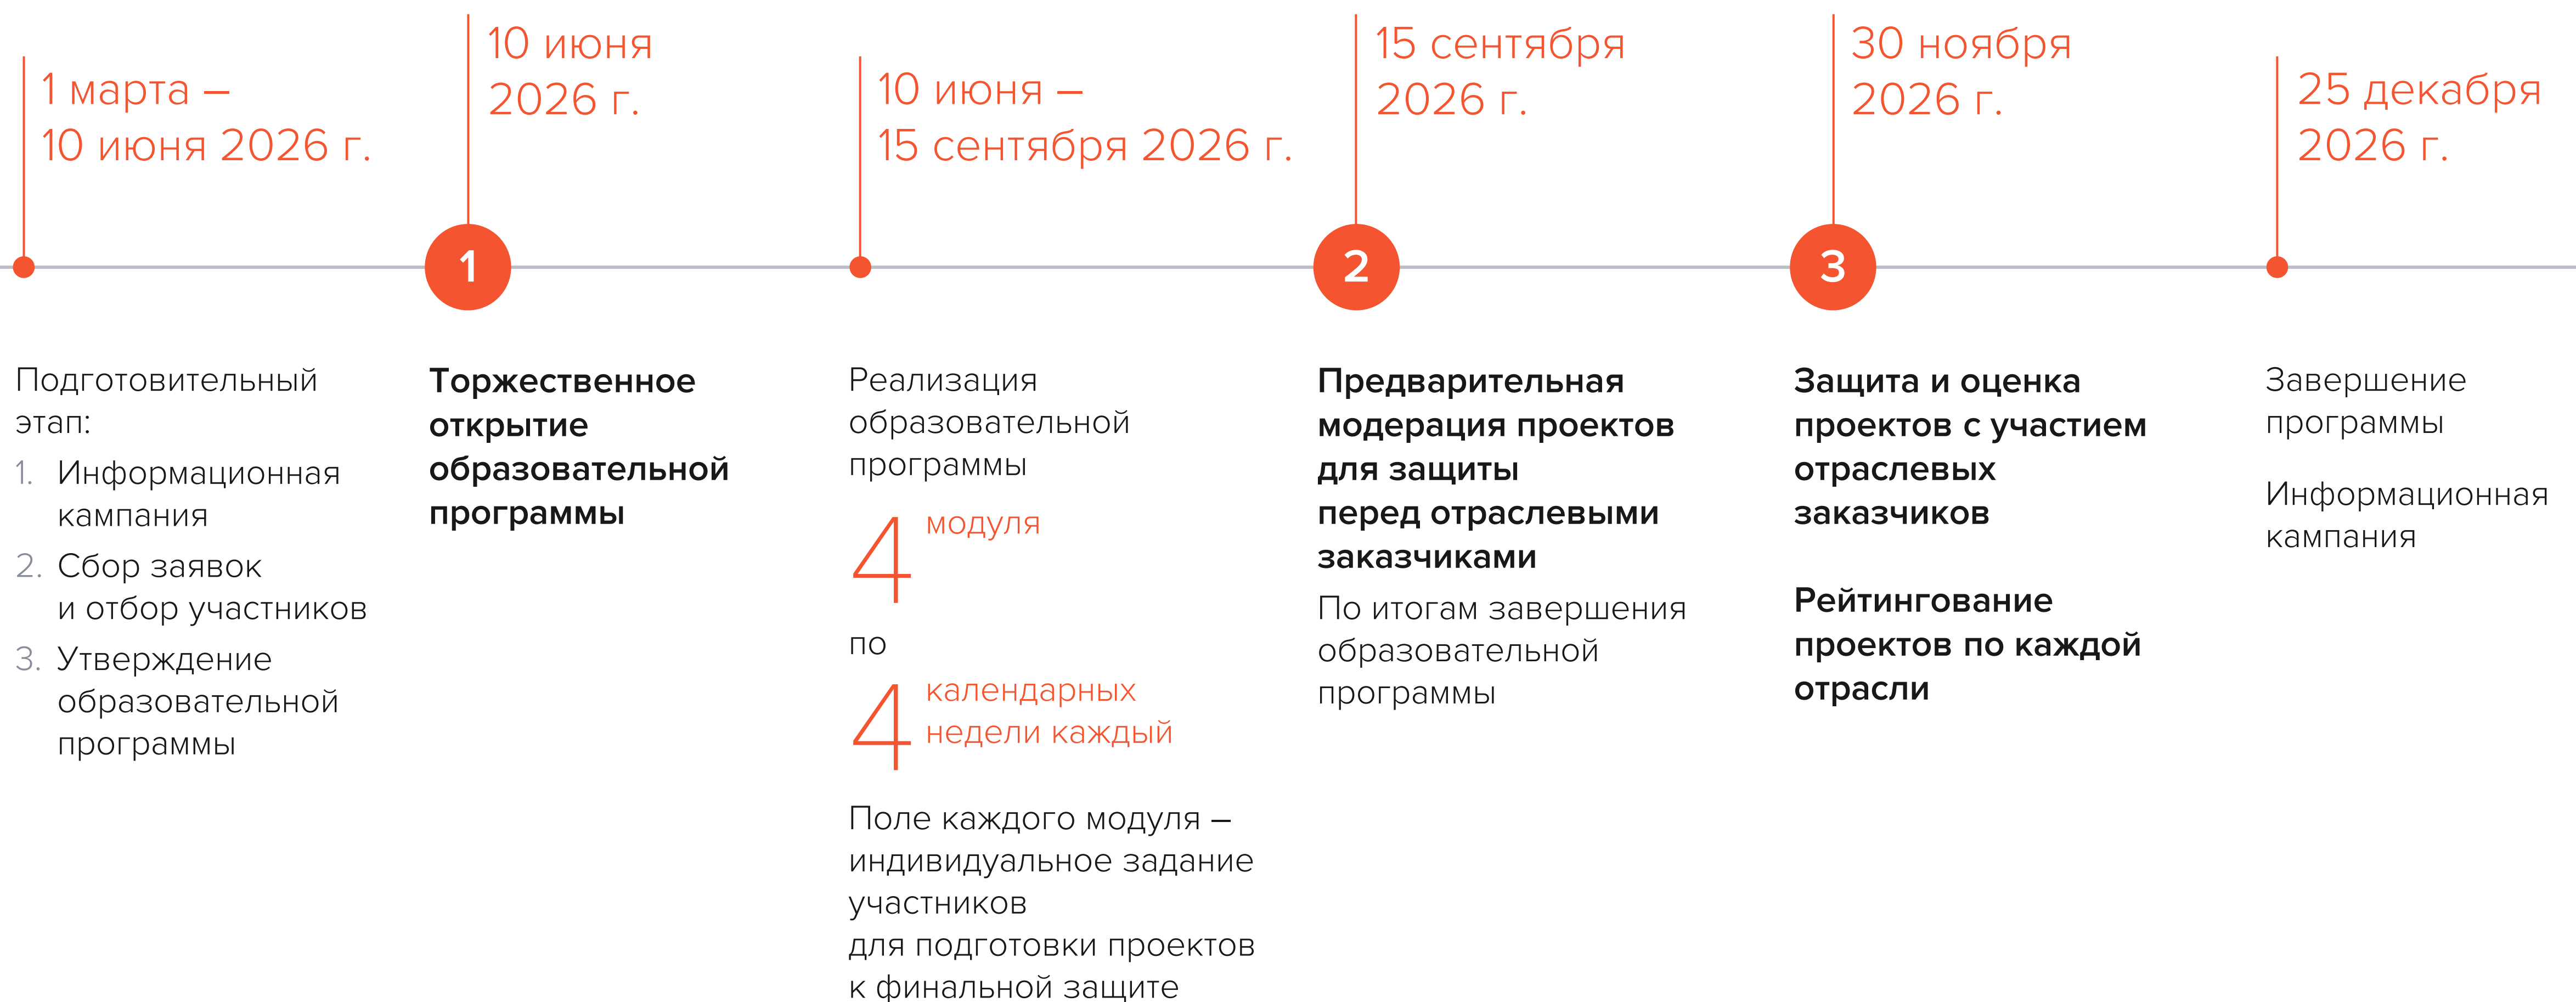 1 марта –
10 июня 2026 г.
10 июня
2026 г.
10 июня –
15 сентября 2026 г.
15 сентября
2026 г.
30 ноября
2026 г.
25 декабря
2026 г.
1
2
3
Подготовительный
этап:
1. Информационная
кампания
2. Сбор заявок
и отбор участников
3. Утверждение
образовательной
программы
Торжественное
открытие
образовательной
программы
Реализация
образовательной
программы
4 модуля
по
4 календарных
недели каждый
Поле каждого модуля –
индивидуальное задание
участников
для подготовки проектов
к финальной защите
Предварительная
модерация проектов
для защиты
перед отраслевыми
заказчиками
По итогам завершения
образовательной
программы
Защита и оценка
проектов с участием
отраслевых
заказчиков
Рейтингование
проектов по каждой
отрасли
Завершение
программы
Информационная
кампания